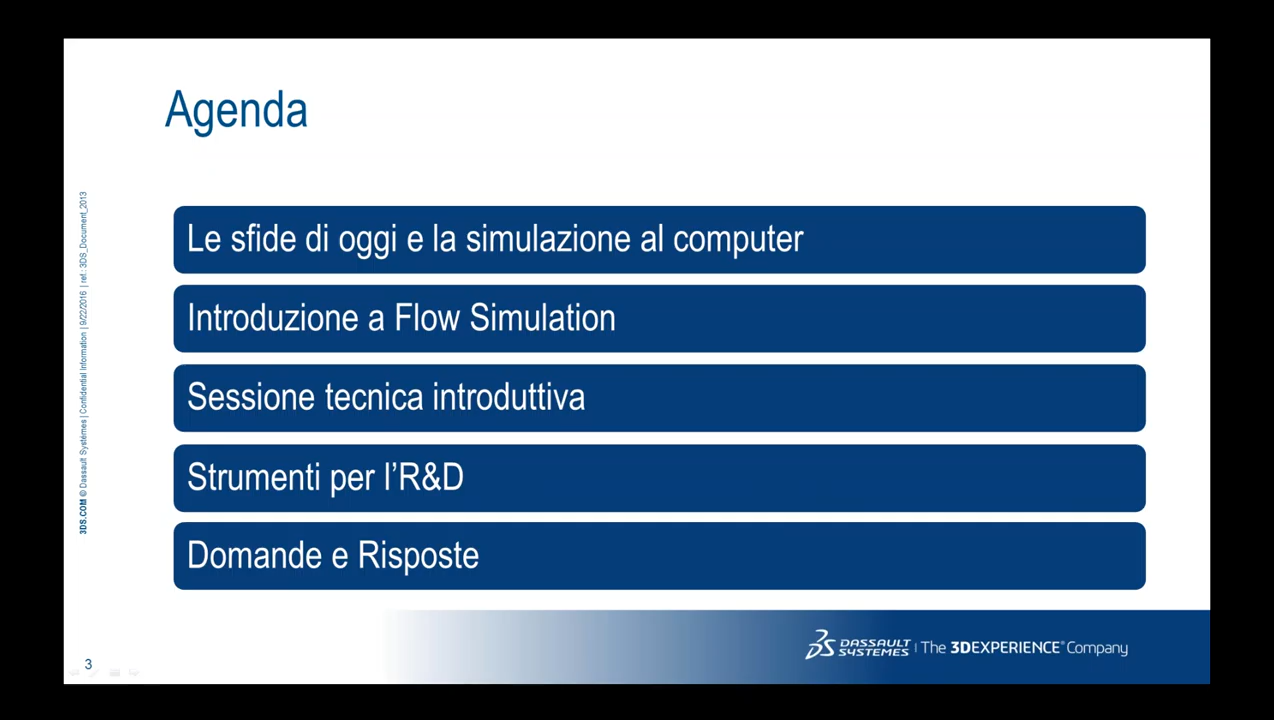 Agenda
3DS.COM © Dassault Systèmes | Confidential Information | 9/22/2016 | ref.: 3DS_Document_2013
Le sfide di oggi e la simulazione al computer
Introduzione a Flow Simulation
Sessione tecnica introduttiva
Strumenti per l’R&D
Domande e Risposte
3
3DS DASSAULT SYSTEMES | The 3DEXPERIENCE® Company